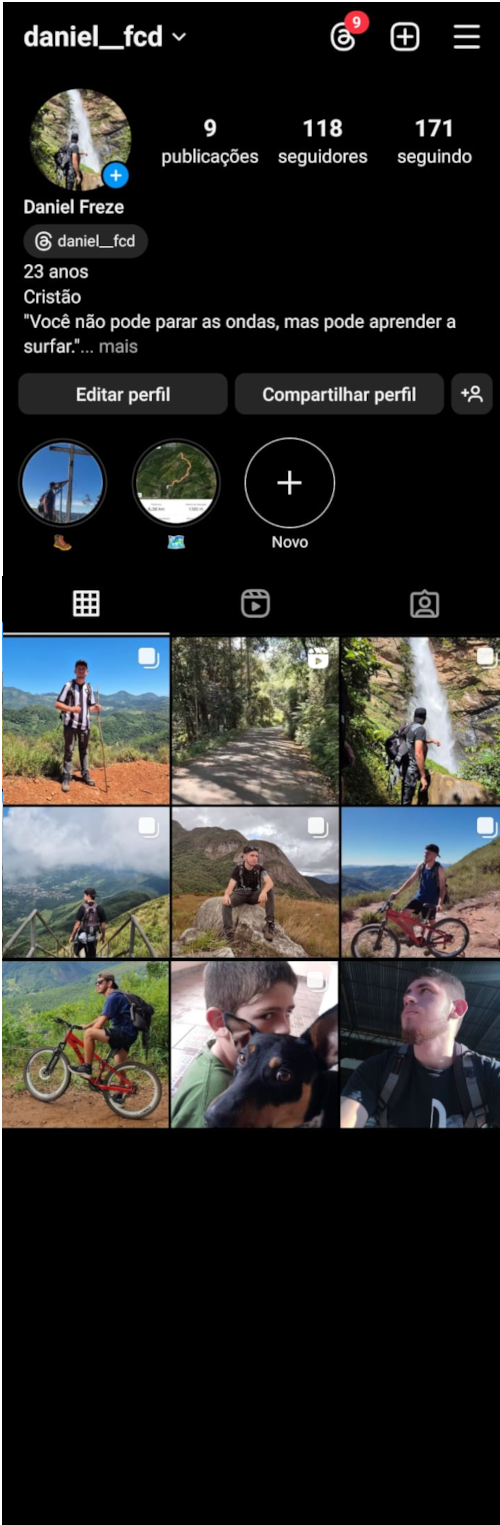 daniel__fcd
9
9
publicações
118
seguidores
171
seguindo
Daniel Freze
daniel__fcd
23 anos
Cristão
"Você não pode parar as ondas, mas pode aprender a
surfar."... mais
Editar perfil
Compartilhar perfil
Novo